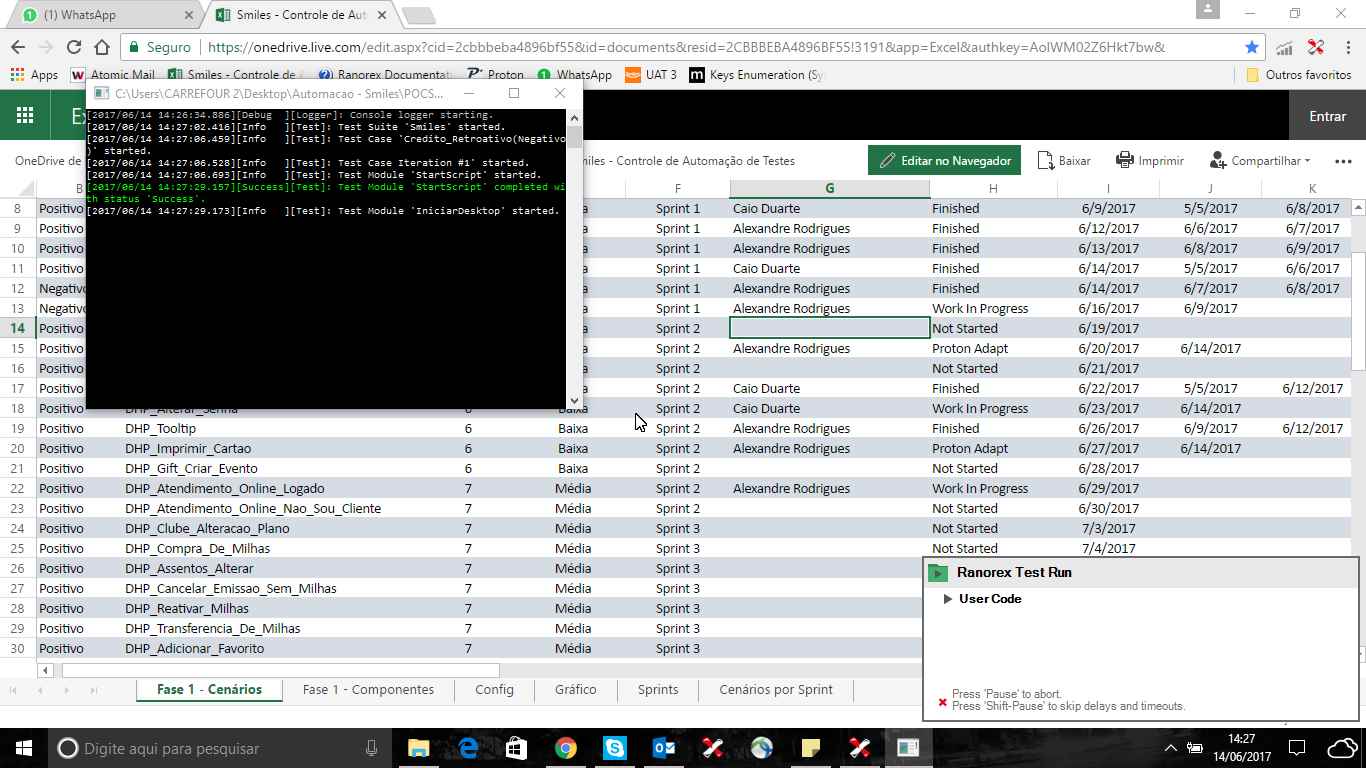 (1) WhatsApp
Smiles - Controle de Aut
Seguro
https://onedrive.live.com/edit.aspx?cid=2cbbbeba4896bf55&id=documents&resid=2CBBBEBA4896BF55!3191&app=Excel&authkey=AolWM02Z6Hkt7bw&
Apps
Atomic Mail
Smiles - Controle de
Ranorex Documentat
Proton
WhatsApp
UAT 3
Keys Enumeration (Sy
Outros favoritos
C:\Users\CARREFOUR 2\Desktop\Automacao - Smiles\POCS...
[2017/06/14 14:26:34.886][Debug  ][Logger]: Console logger starting.
[2017/06/14 14:27:02.416][Info   ][Test]: Test Suite 'Smiles' started.
[2017/06/14 14:27:06.459][Info   ][Test]: Test Case 'Credito_Retroativo(Negativo
)' started.
[2017/06/14 14:27:06.528][Info   ][Test]: Test Case Iteration #1' started.
[2017/06/14 14:27:06.693][Info   ][Test]: Test Module 'StartScript' started.
[2017/06/14 14:27:29.157][Success][Test]: Test Module 'StartScript' completed wi
th status 'Success'.
[2017/06/14 14:27:29.173][Info   ][Test]: Test Module 'IniciarDesktop' started.
Entrar
OneDrive de
miles - Controle de Automação de Testes
Editar no Navegador
Baixar
Imprimir
Compartilhar
B F G H I J K
8 Positivo a Sprint 1 Caio Duarte Finished 6/9/2017 5/5/2017 6/8/2017
9 Positivo a Sprint 1 Alexandre Rodrigues Finished 6/12/2017 6/6/2017 6/7/2017
10 Positivo a Sprint 1 Alexandre Rodrigues Finished 6/13/2017 6/8/2017 6/9/2017
11 Positivo a Sprint 1 Caio Duarte Finished 6/14/2017 5/5/2017 6/6/2017
12 Negativo a Sprint 1 Alexandre Rodrigues Finished 6/14/2017 6/7/2017 6/8/2017
13 Negativo a Sprint 1 Alexandre Rodrigues Work In Progress 6/16/2017 6/9/2017
14 Positivo a Sprint 2 Not Started 6/19/2017
15 Positivo a Sprint 2 Alexandre Rodrigues Proton Adapt 6/20/2017 6/14/2017
16 Positivo a Sprint 2 Not Started 6/21/2017
17 Positivo a Sprint 2 Caio Duarte Finished 6/22/2017 5/5/2017 6/12/2017
18 Positivo DHP_Alterar_Senha 6 Baixa Sprint 2 Caio Duarte Work In Progress 6/23/2017 6/14/2017
19 Positivo DHP_Tooltip 6 Baixa Sprint 2 Alexandre Rodrigues Finished 6/26/2017 6/9/2017 6/12/2017
20 Positivo DHP_Imprimir_Cartao 6 Baixa Sprint 2 Alexandre Rodrigues Proton Adapt 6/27/2017 6/14/2017
21 Positivo DHP_Gift_Criar_Evento 6 Baixa Sprint 2 Not Started 6/28/2017
22 Positivo DHP_Atendimento_Online_Logado 7 Média Sprint 2 Alexandre Rodrigues Work In Progress 6/29/2017
23 Positivo DHP_Atendimento_Online_Nao_Sou_Cliente 7 Média Sprint 2 Not Started 6/30/2017
24 Positivo DHP_Clube_Alteracao_Plano 7 Média Sprint 3 Not Started 7/3/2017
25 Positivo DHP_Compra_De_Milhas 7 Média Sprint 3 Not Started 7/4/2017
26 Positivo DHP_Assentos_Alterar 7 Média Sprint 3
27 Positivo DHP_Cancelar_Emissao_Sem_Milhas 7 Média Sprint 3
28 Positivo DHP_Reativar_Milhas 7 Média Sprint 3
29 Positivo DHP_Transferencia_De_Milhas 7 Média Sprint 3
30 Positivo DHP_Adicionar_Favorito 7 Média Sprint 3
Ranorex Test Run
User Code
Press 'Pause' to abort.
Press 'Shift-Pause' to skip delays and timeouts.
Fase 1 - Cenários
Fase 1 - Componentes
Config
Gráfico
Sprints
Cenários por Sprint
Digite aqui para pesquisar
14:27
14/06/2017